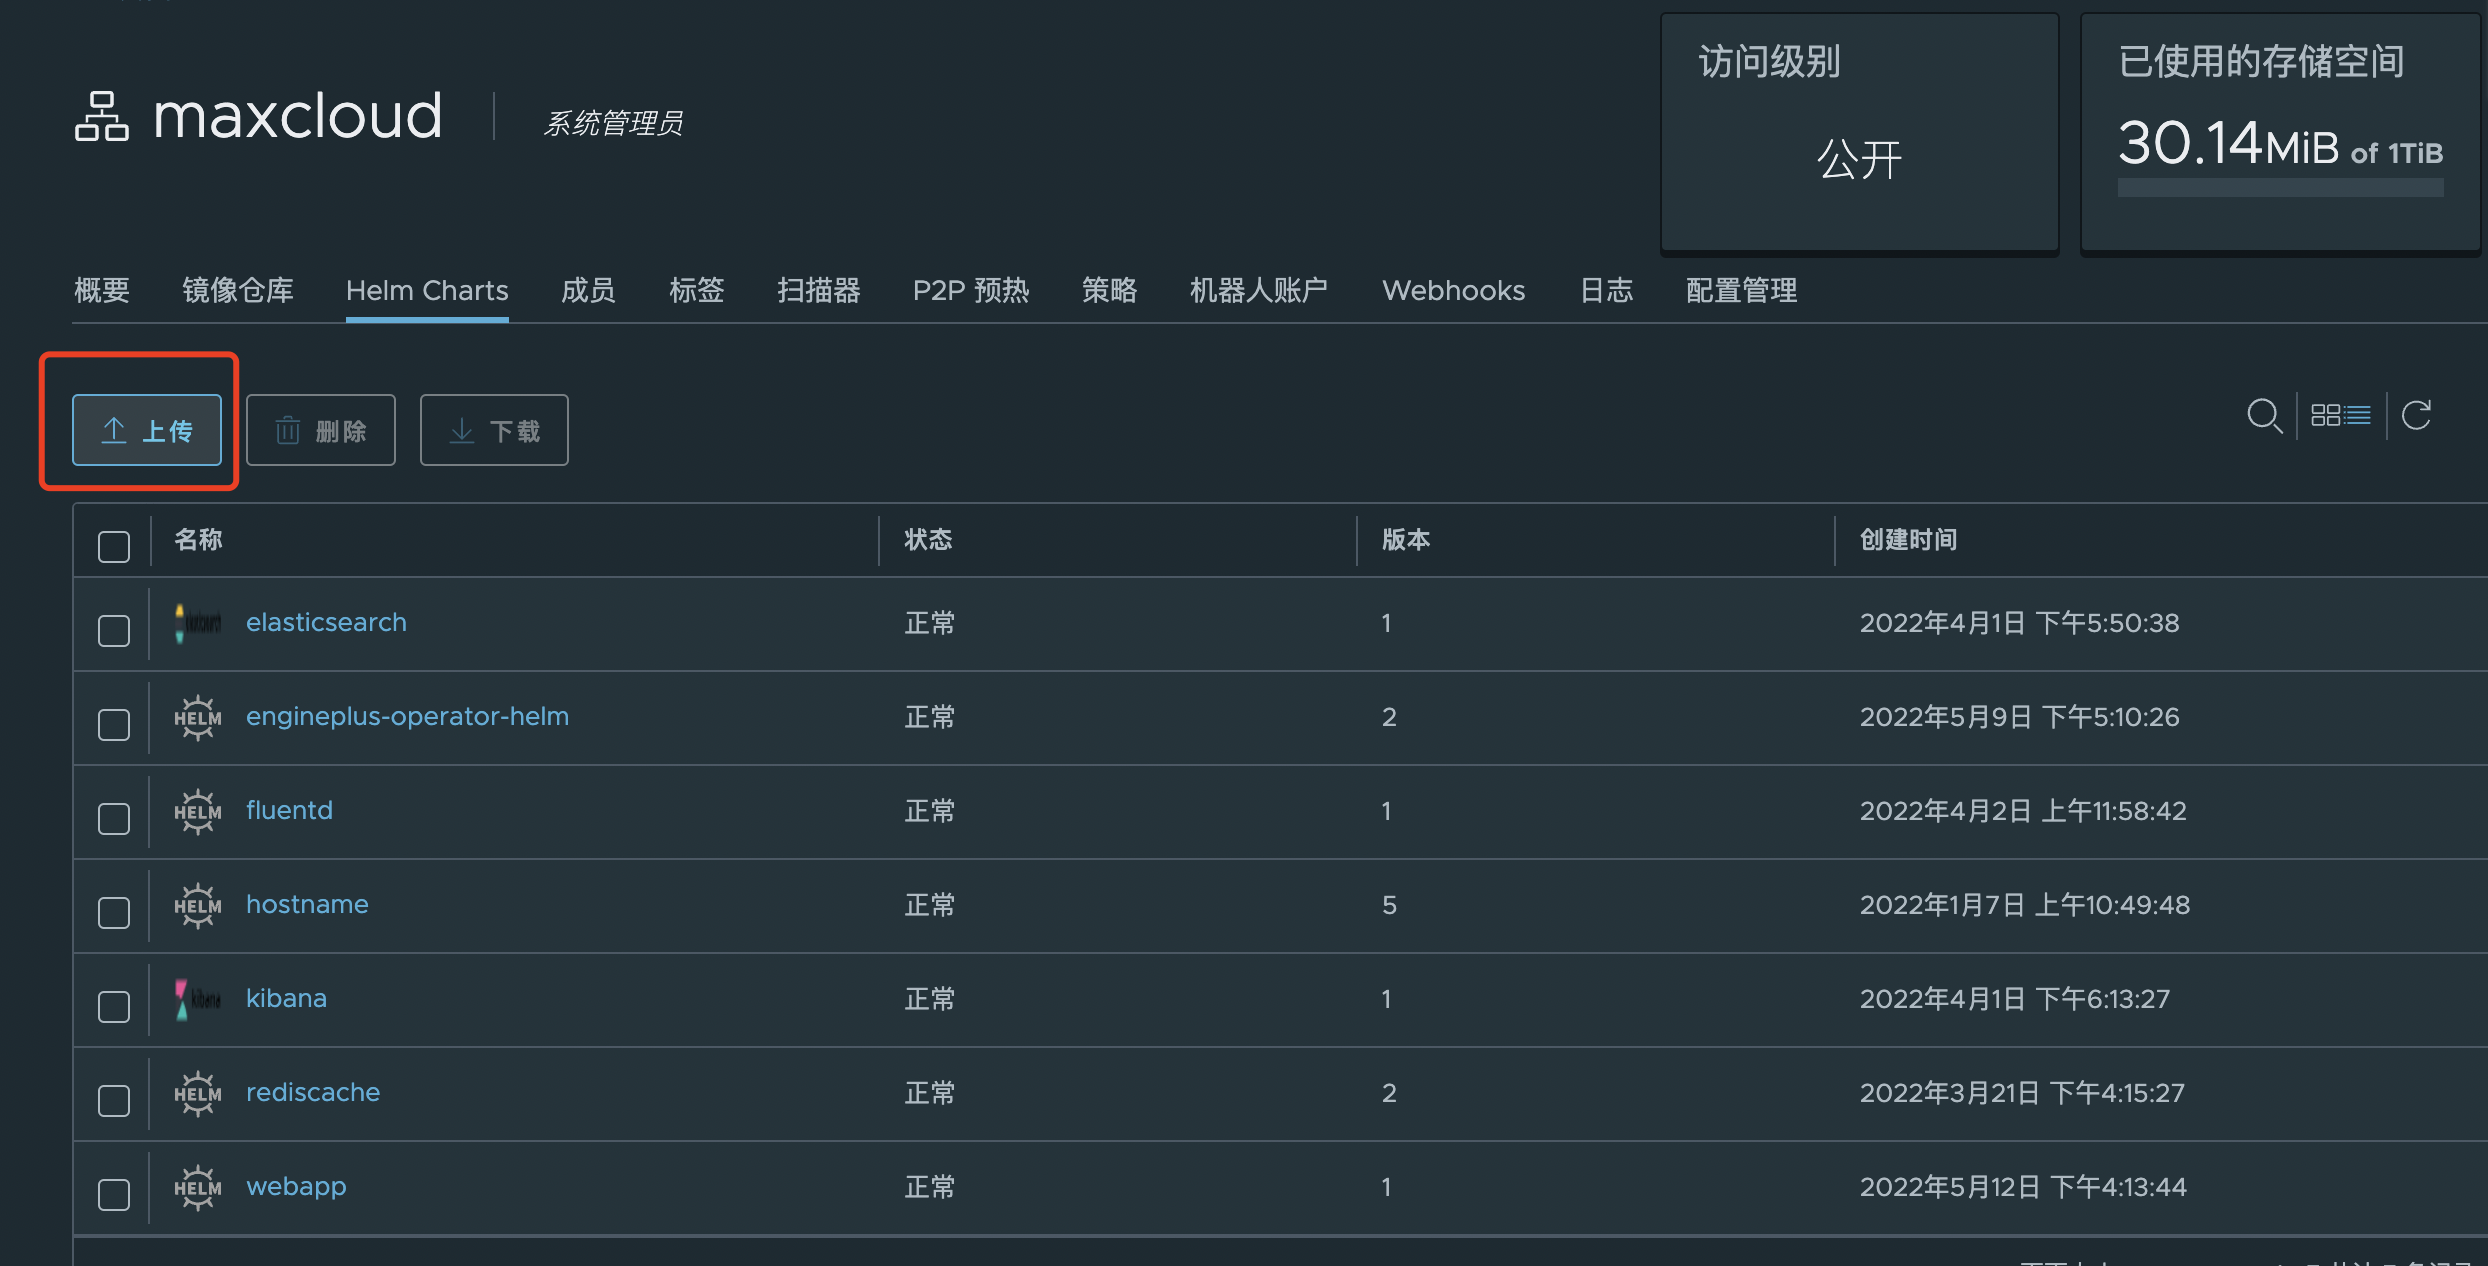 maxcloud 系统管理员
访问级别
公开
已使用的存储空间
30.14MiB of 1TiB
概要 镜像仓库 Helm Charts 成员 标签 扫描器 P2P 预热 策略 机器人账户 Webhooks 日志 配置管理
上传 删除 下载
名称 状态 版本 创建时间
elasticsearch 正常 1 2022年4月1日 下午5:50:38
HELM engineplus-operator-helm 正常 2 2022年5月9日 下午5:10:26
HELM fluentd 正常 1 2022年4月2日 上午11:58:42
HELM hostname 正常 5 2022年1月7日 上午10:49:48
kibana kibana 正常 1 2022年4月1日 下午6:13:27
HELM rediscache 正常 2 2022年3月21日 下午4:15:27
HELM webapp 正常 1 2022年5月12日 下午4:13:44